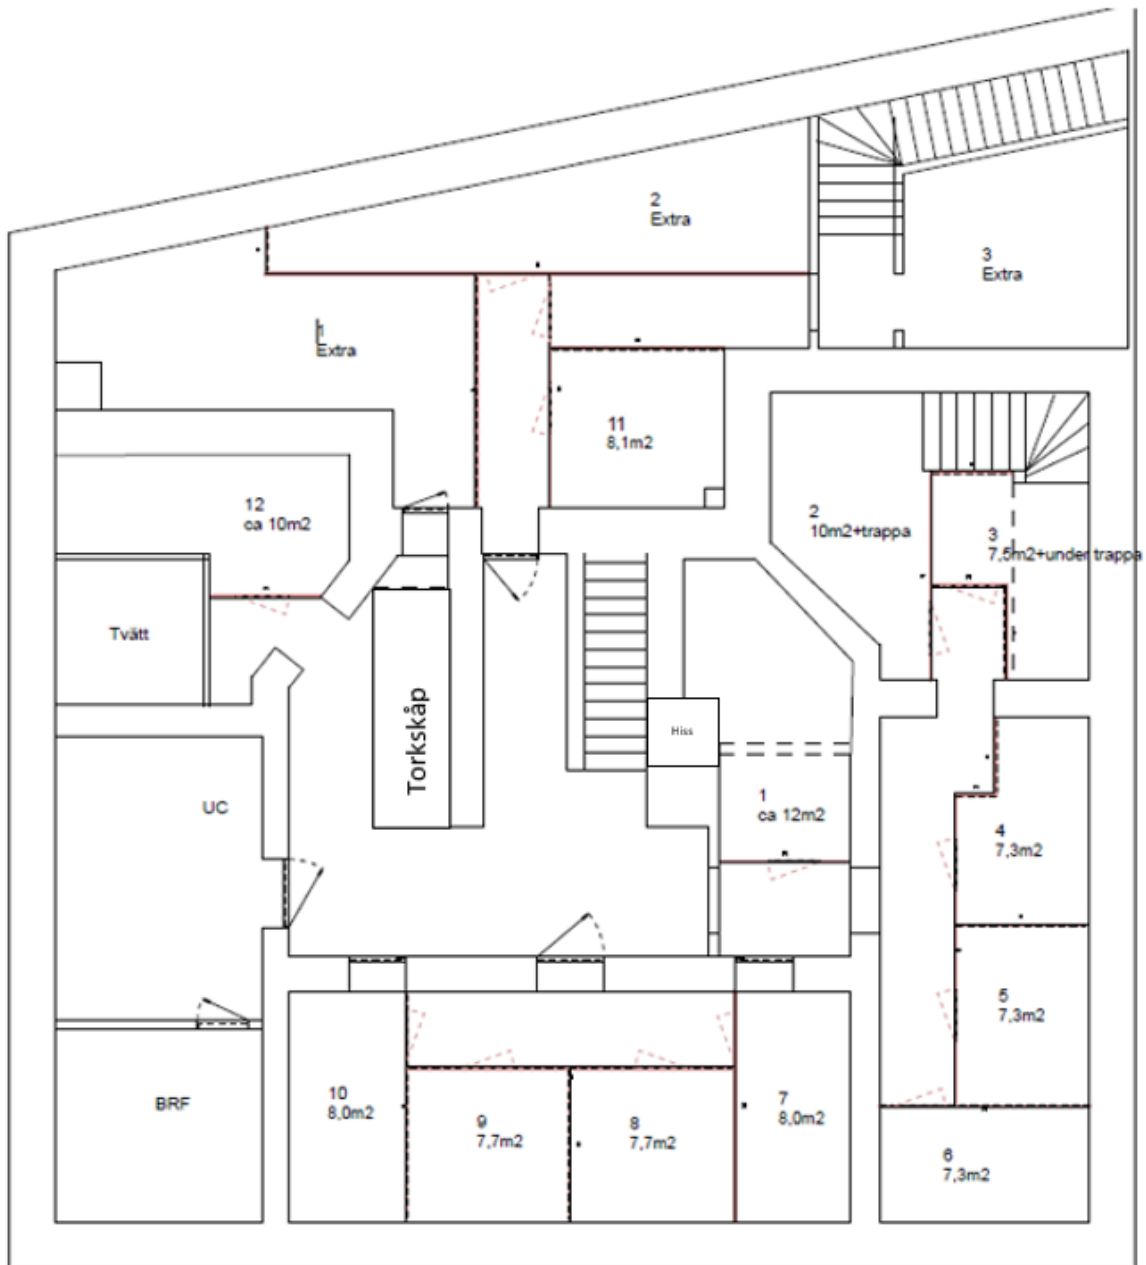 2
Extra
3
Extra
1
Extra
11
8,1m2
12
ca 10m2
2
10m2+trappa
3
7,5m2+under trappa
Tvätt
Torkskåp
Hiss
1
ca 12m2
UC
4
7,3m2
5
7,3m2
BRF
10
8,0m2
9
7,7m2
8
7,7m2
7
8,0m2
6
7,3m2